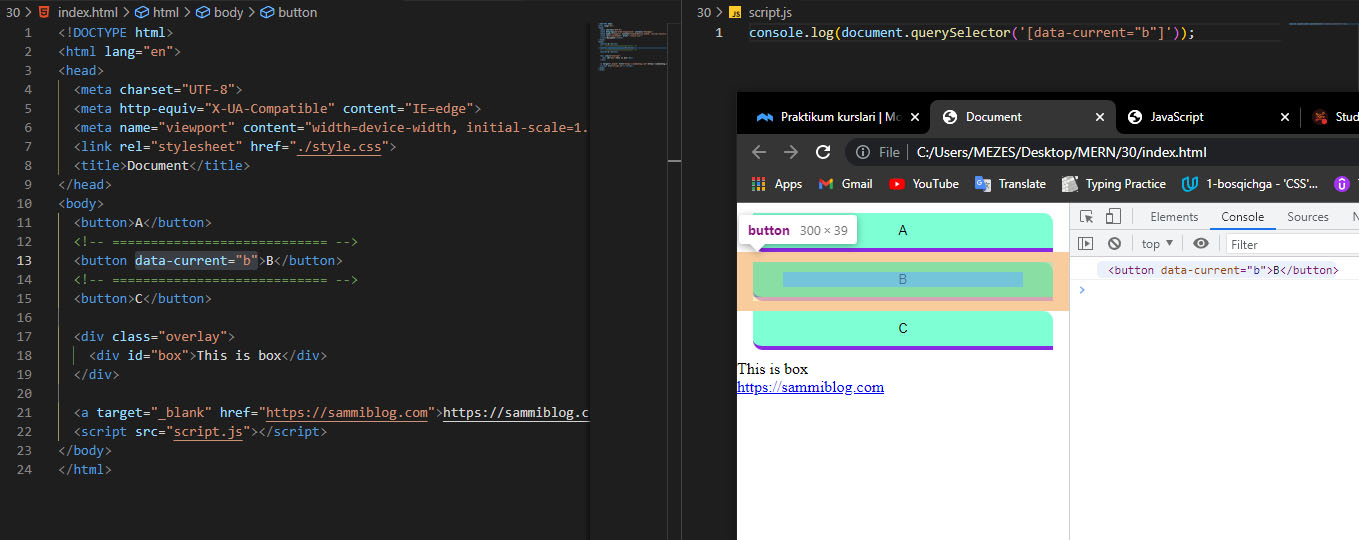 30 > index.html > html > body > button
1 <!DOCTYPE html>
2 <html lang="en">
3 <head>
4 <meta charset="UTF-8">
5 <meta http-equiv="X-UA-Compatible" content="IE=edge">
6 <meta name="viewport" content="width=device-width, initial-scale=1.
7 <link rel="stylesheet" href="./style.css">
8 <title>Document</title>
9 </head>
10 <body>
11 <button>A</button>
12 <!-- ============================ -->
13 <button data-current="b">B</button>
14 <!-- ============================ -->
15 <button>C</button>
16
17 <div class="overlay">
18 <div id="box">This is box</div>
19 </div>
20
21 <a target="_blank" href="https://sammiblog.com">https://sammiblog.c
22 <script src="script.js"></script>
23 </body>
24 </html>
30 > script.js
1 console.log(document.querySelector('[data-current="b"]'));
Praktikum kurslari | Mo
Document
JavaScript
Stud
File | C:/Users/MEZES/Desktop/MERN/30/index.html
Apps Gmail YouTube Translate Typing Practice 1-bosqichga - 'CSS'...
A
button 300 × 39
B
C
This is box
https://sammiblog.com
Elements Console Sources N
top Filter
<button data-current="b">B</button>
>